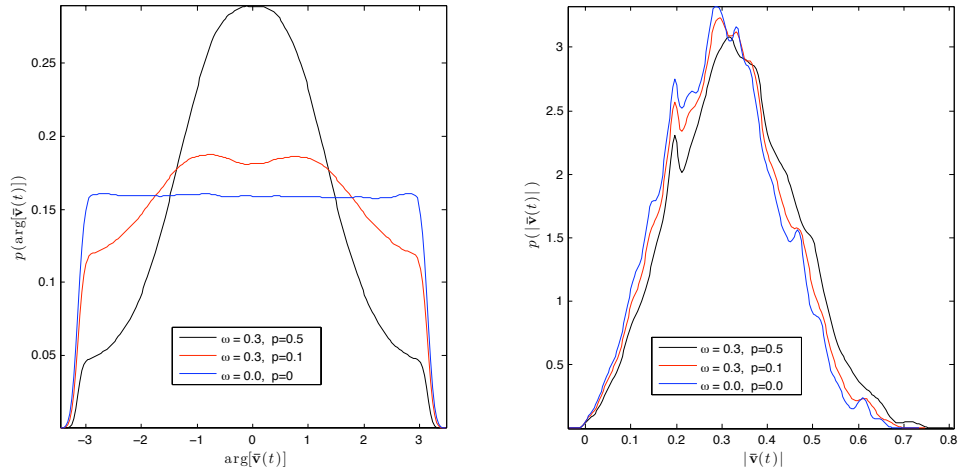 0.25
0.2
0.15
0.1
0.05
p(arg[v̄(t)])
ω = 0.3, p=0.5
ω = 0.3, p=0.1
ω = 0.0, p=0
−3 −2 −1 0 1 2 3
arg[v̄(t)]
3
2.5
2
1.5
1
0.5
p(|v̄(t)|)
ω = 0.3, p=0.5
ω = 0.3, p=0.1
ω = 0.0, p=0.0
0 0.1 0.2 0.3 0.4 0.5 0.6 0.7 0.8
|v̄(t)|